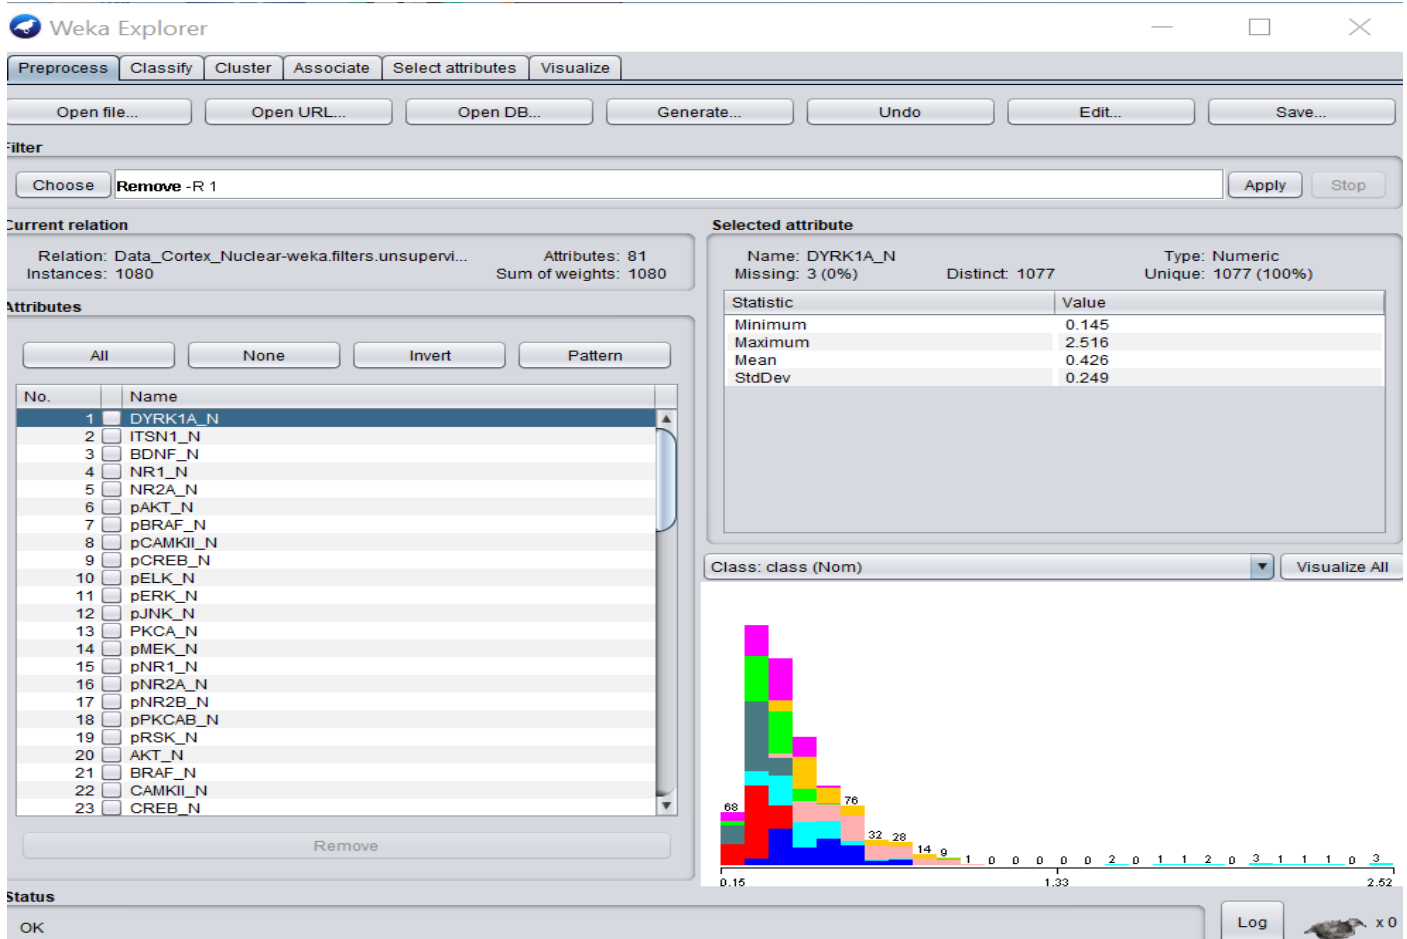 Weka Explorer
Preprocess Classify Cluster Associate Select attributes Visualize
Open file... Open URL... Open DB... Generate... Undo Edit... Save...
Filter
Choose Remove -R 1 Apply Stop
Current relation
Relation: Data_Cortex_Nuclear-weka.filters.unsupervi... Attributes: 81
Instances: 1080 Sum of weights: 1080
Attributes
All None Invert Pattern
No. Name
1 DYRK1A_N
2 ITSN1_N
3 BDNF_N
4 NR1_N
5 NR2A_N
6 pAKT_N
7 pBRAF_N
8 pCAMKII_N
9 pCREB_N
10 pELK_N
11 pERK_N
12 pJNK_N
13 PKCA_N
14 pMEK_N
15 pNR1_N
16 pNR2A_N
17 pNR2B_N
18 pPKCAB_N
19 pRSK_N
20 AKT_N
21 BRAF_N
22 CAMKII_N
23 CREB_N
Remove
Selected attribute
Name: DYRK1A_N Type: Numeric
Missing: 3 (0%) Distinct: 1077 Unique: 1077 (100%)
Statistic Value
Minimum 0.145
Maximum 2.516
Mean 0.426
StdDev 0.249
Class: class (Nom) Visualize All
68 76 32 28 14 9 1 0 0 0 0 0 2 0 1 1 2 0 3 1 1 1 0 3
0.15 1.33 2.52
Status
OK Log x 0